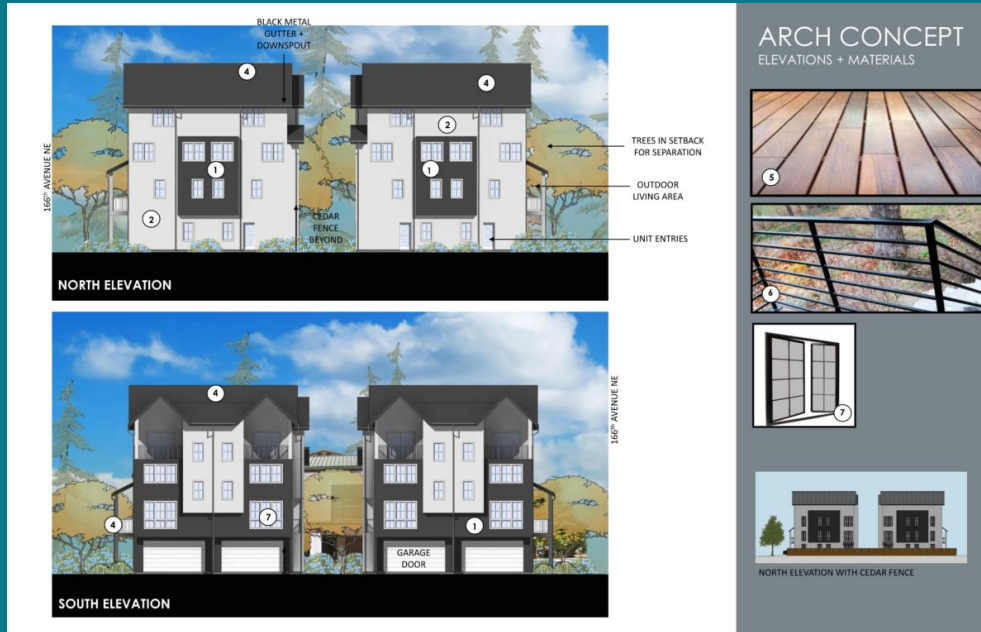 BLACK METAL
GUTTER +
DOWNSPOUT
4
4
2
1
1
2
166th AVENUE NE
CEDAR
FENCE
BEYOND
TREES IN SETBACK
FOR SEPARATION
OUTDOOR
LIVING AREA
UNIT ENTRIES
NORTH ELEVATION
4
166th AVENUE NE
4
7
1
GARAGE
DOOR
SOUTH ELEVATION
ARCH CONCEPT
ELEVATIONS + MATERIALS
5
6
7
NORTH ELEVATION WITH CEDAR FENCE